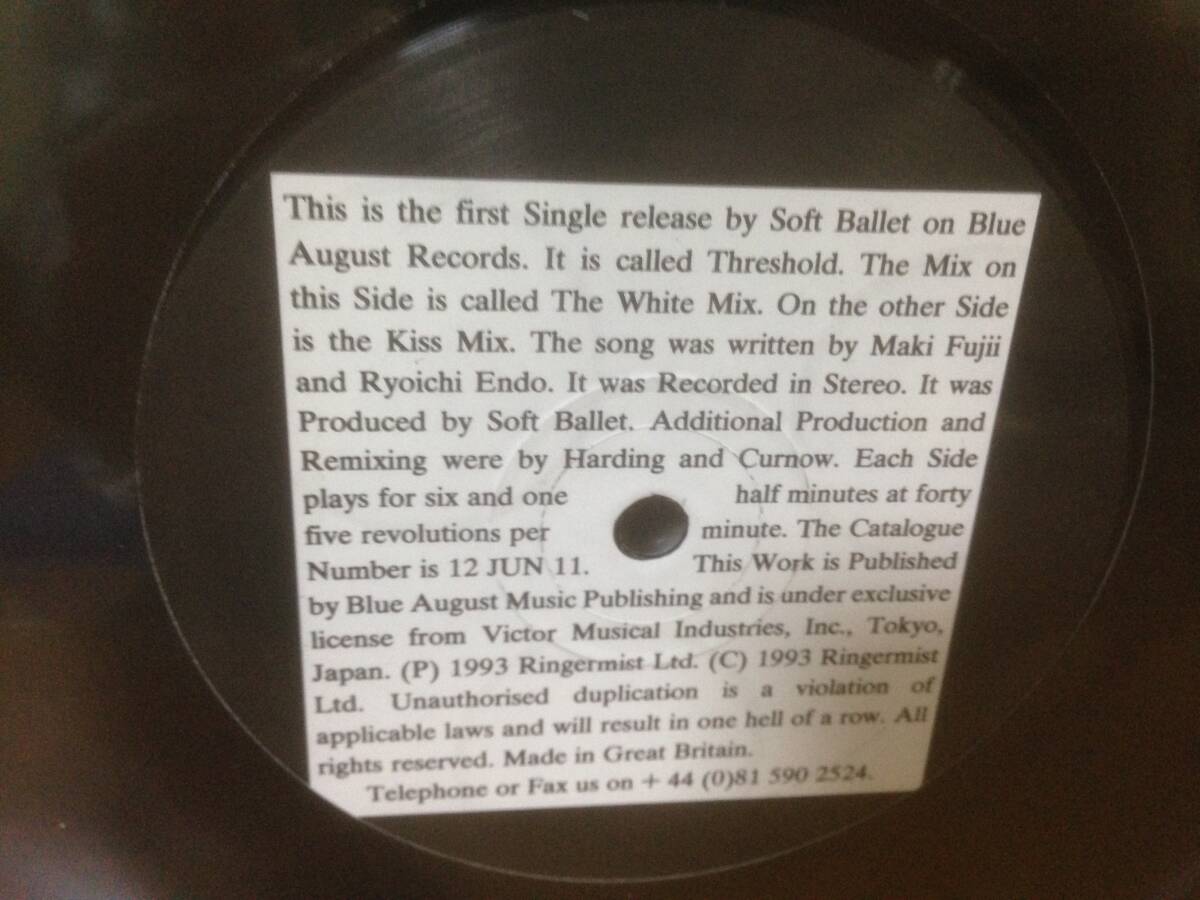 This is the first Single release by Soft Ballet on Blue
August Records. It is called Threshold. The Mix on
this Side is called The White Mix. On the other Side
is the Kiss Mix. The song was written by Maki Fujii
and Ryoichi Endo. It was Recorded in Stereo. It was
Produced by Soft Ballet. Additional Production and
Remixing were by Harding and Curnow. Each Side
plays for six and one half minutes at forty
five revolutions per minute. The Catalogue
Number is 12 JUN 11. This Work is Published
by Blue August Music Publishing and is under exclusive
license from Victor Musical Industries, Inc., Tokyo,
Japan. (P) 1993 Ringermist Ltd. (C) 1993 Ringermist
Ltd. Unauthorised duplication is a violation of
applicable laws and will result in one hell of a row. All
rights reserved. Made in Great Britain.
Telephone or Fax us on + 44 (0)81 590 2524.